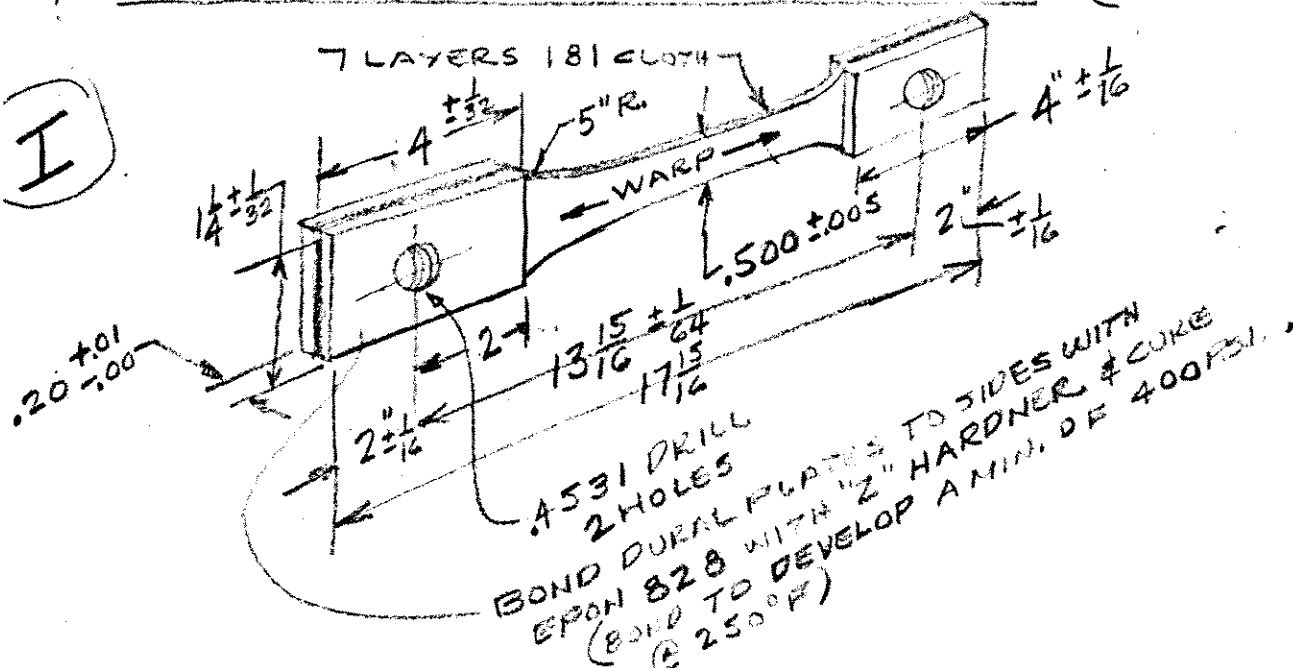 7 LAYERS 181 CLOTH
I
4 ±1/32
5"R.
4" ±1/16
WARP
1 1/4 ±1/32
.500 ±.005
2" ±1/16
.20 +.01 -.00
2
13 15/16 ±1/64
17 15/16
2" ±1/16
.4531 DRILL
2 HOLES
BOND DURAL PLATES TO SIDES WITH
EPON 828 WITH "Z" HARDNER & CURE
(BOND TO DEVELOP A MIN. OF 400 PSI.
@ 250°F)